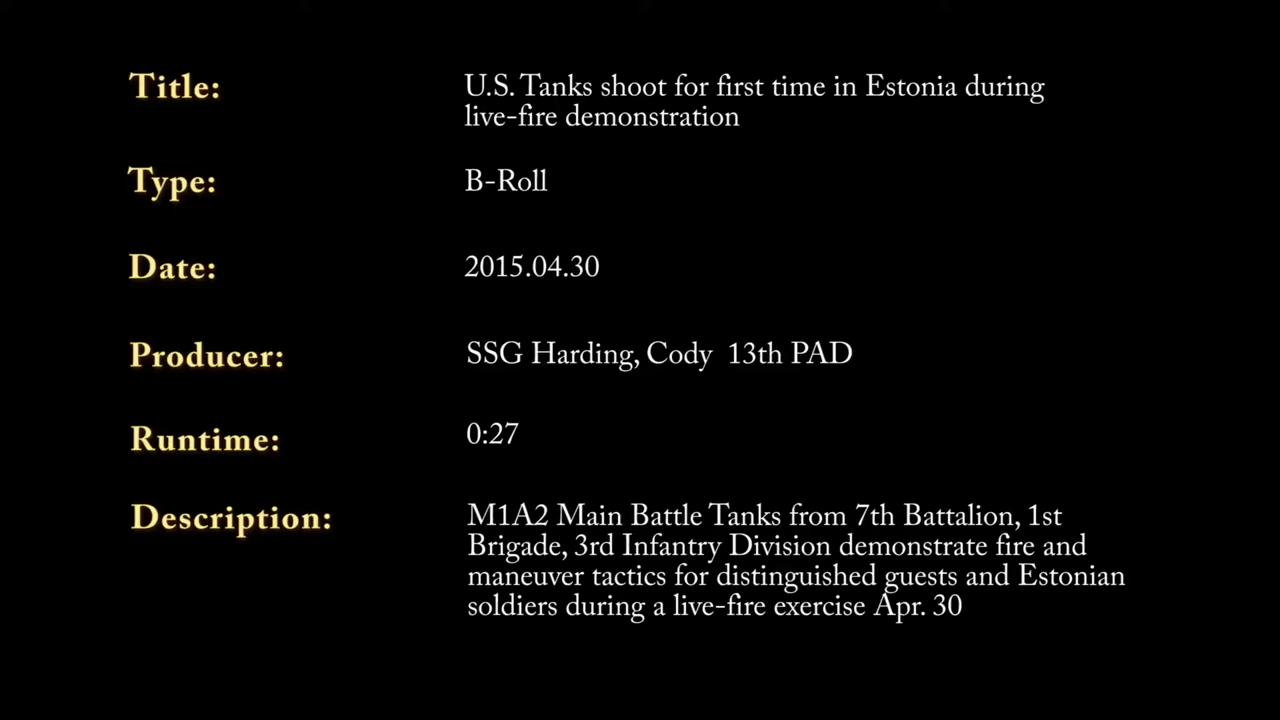 Title: U.S. Tanks shoot for first time in Estonia during
live-fire demonstration
Type: B-Roll
Date: 2015.04.30
Producer: SSG Harding, Cody  13th PAD
Runtime: 0:27
Description: M1A2 Main Battle Tanks from 7th Battalion, 1st
Brigade, 3rd Infantry Division demonstrate fire and
maneuver tactics for distinguished guests and Estonian
soldiers during a live-fire exercise Apr. 30